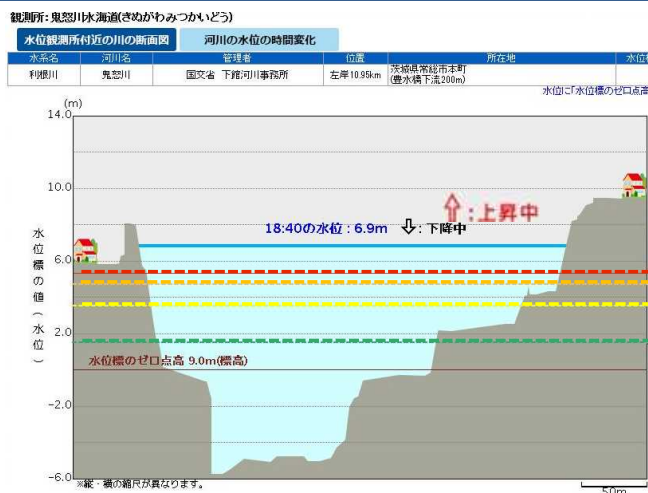 観測所：鬼怒川水海道(きぬがわみつかいどう)
水位観測所付近の川の断面図 河川の水位の時間変化
水系名 河川名 管理者 位置 所在地 水位
利根川 鬼怒川 国交省 下館河川事務所 左岸10.95km 茨城県常総市本町
(豊水橋下流200m)
水位に「水位標のゼロ点高
(m)
14.0
10.0
⇧:上昇中
18:40の水位：6.9m ⇩:下降中
水位標の値(水位)
6.0
2.0
水位標のゼロ点高 9.0m(標高)
-2.0
-6.0
※縦・横の縮尺が異なります。
50m